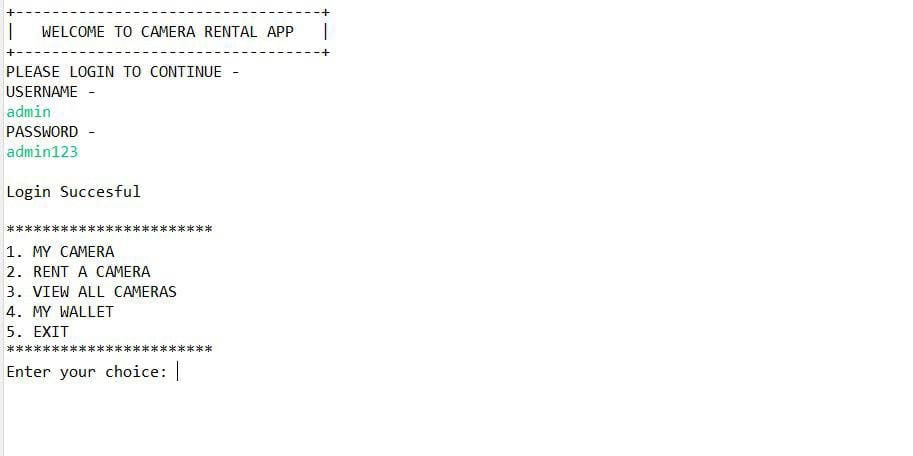 +----------------------------------+
|   WELCOME TO CAMERA RENTAL APP   |
+----------------------------------+
PLEASE LOGIN TO CONTINUE -
USERNAME -
admin
PASSWORD -
admin123
Login Succesful
***********************
1. MY CAMERA
2. RENT A CAMERA
3. VIEW ALL CAMERAS
4. MY WALLET
5. EXIT
***********************
Enter your choice: